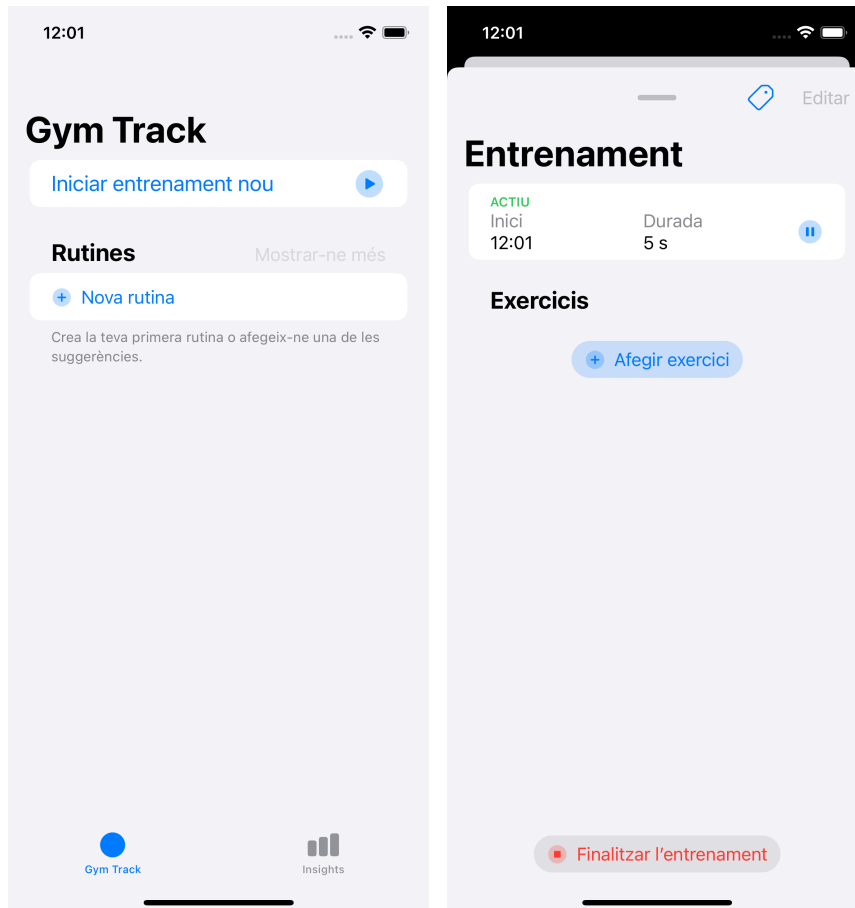 12:01
Gym Track
Iniciar entrenament nou
Rutines
Mostrar-ne més
Nova rutina
Crea la teva primera rutina o afegeix-ne una de les
suggerències.
Gym Track
Insights
12:01
Editar
Entrenament
ACTIU
Inici
Durada
12:01
5 s
Exercicis
Afegir exercici
Finalitzar l’entrenament